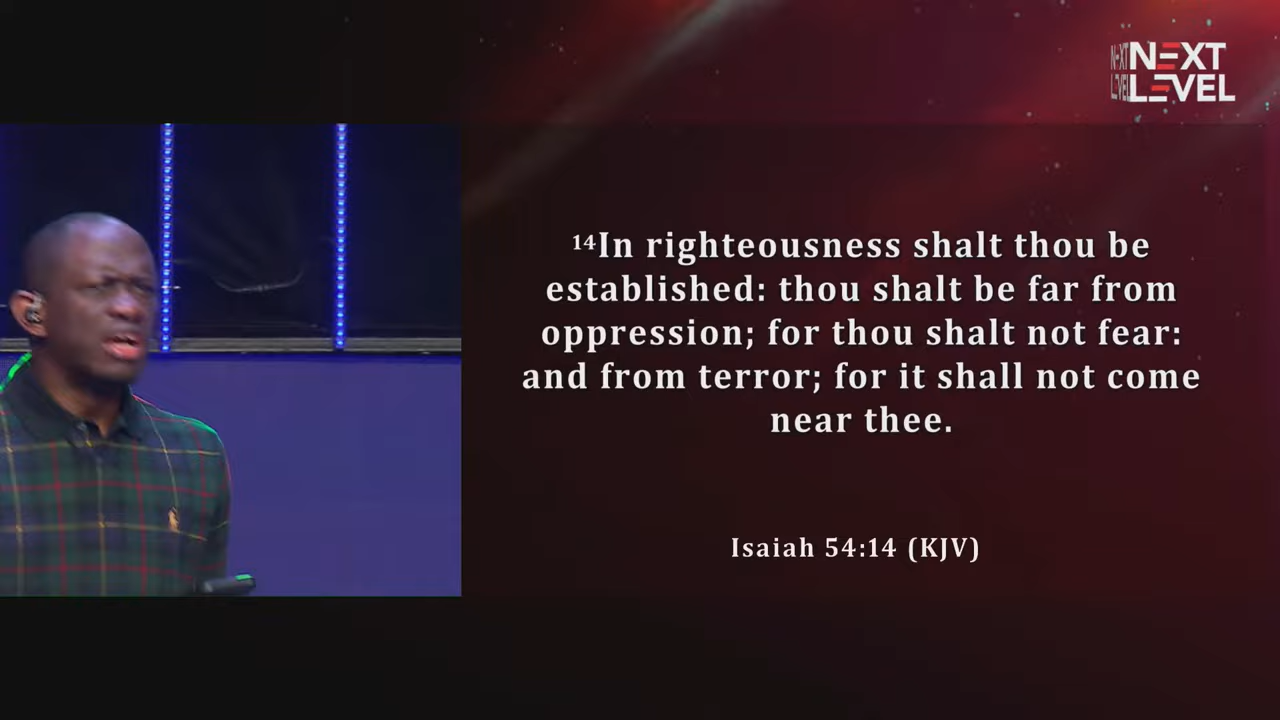 NEXT
LEVEL
¹⁴In righteousness shalt thou be
established: thou shalt be far from
oppression; for thou shalt not fear:
and from terror; for it shall not come
near thee.
Isaiah 54:14 (KJV)